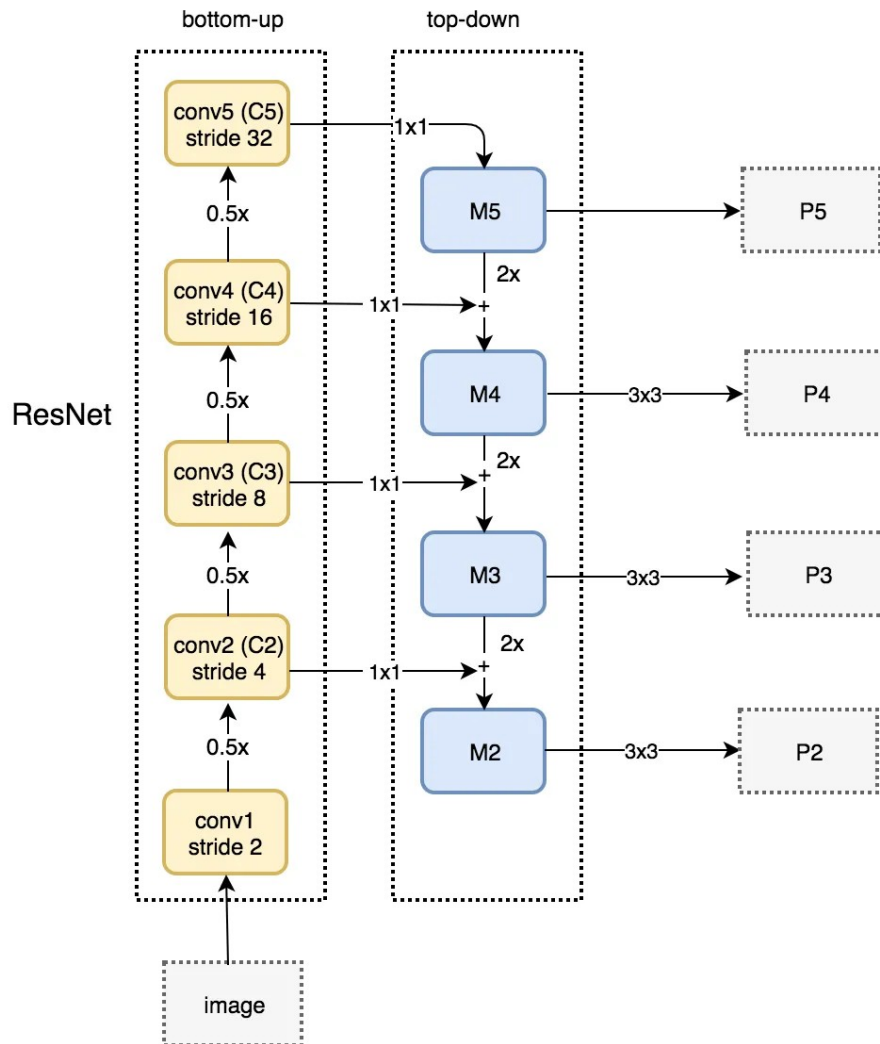 bottom-up
top-down
conv5 (C5)
stride 32
1x1
M5
P5
0.5x
2x
conv4 (C4)
stride 16
1x1
+
M4
3x3
P4
0.5x
ResNet
2x
conv3 (C3)
stride 8
1x1
+
M3
3x3
P3
0.5x
2x
conv2 (C2)
stride 4
1x1
+
M2
3x3
P2
0.5x
conv1
stride 2
image